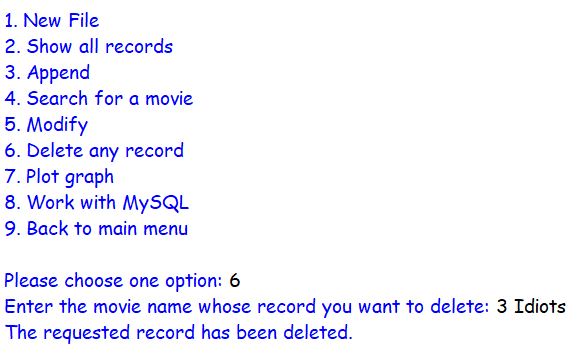 1. New File
2. Show all records
3. Append
4. Search for a movie
5. Modify
6. Delete any record
7. Plot graph
8. Work with MySQL
9. Back to main menu
Please choose one option: 6
Enter the movie name whose record you want to delete: 3 Idiots
The requested record has been deleted.